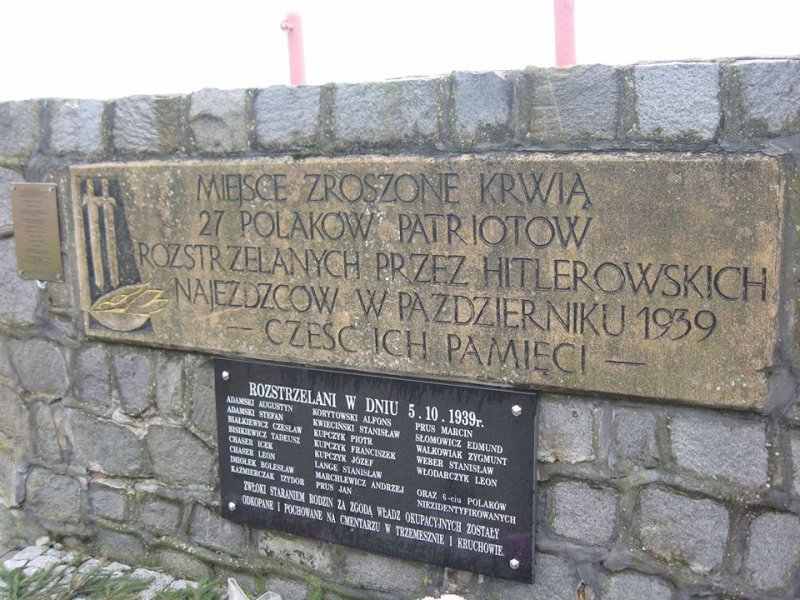 MIEJSCE ZROSZONE KRWIĄ
27 POLAKÓW PATRIOTÓW
ROZSTRZELANYCH PRZEZ HITLEROWSKICH
NAJEŹDZCÓW W PAŹDZIERNIKU 1939
— CZEŚĆ ICH PAMIĘCI —
ROZSTRZELANI W DNIU 5.10.1939r.
ADAMSKI AUGUSTYN
ADAMSKI STEFAN
BIAŁKIEWICZ CZESŁAW
BISIKIEWICZ TADEUSZ
CHASER ICEK
CHASER LEON
IMIOŁEK BOLESŁAW
KAŹMIERCZAK IZYDOR
KORYTOWSKI ALFONS
KWIECIŃSKI STANISŁAW
KUPCZYK PIOTR
KUPCZYK FRANCISZEK
KUPCZYK JÓZEF
LANGE STANISŁAW
MARCHLEWICZ ANDRZEJ
PRUS JAN
PRUS MARCIN
SŁOMOWICZ EDMUND
WALKOWIAK ZYGMUNT
WEBER STANISŁAW
WŁODARCZYK LEON
ORAZ 6-ciu POLAKÓW
NIEZIDENTYFIKOWANYCH
ZWŁOKI STARANIEM RODZIN ZA ZGODĄ WŁADZ OKUPACYJNYCH ZOSTAŁY
ODKOPANE I POCHOWANE NA CMENTARZU W TRZEMESZNIE I KRUCHOWIE.